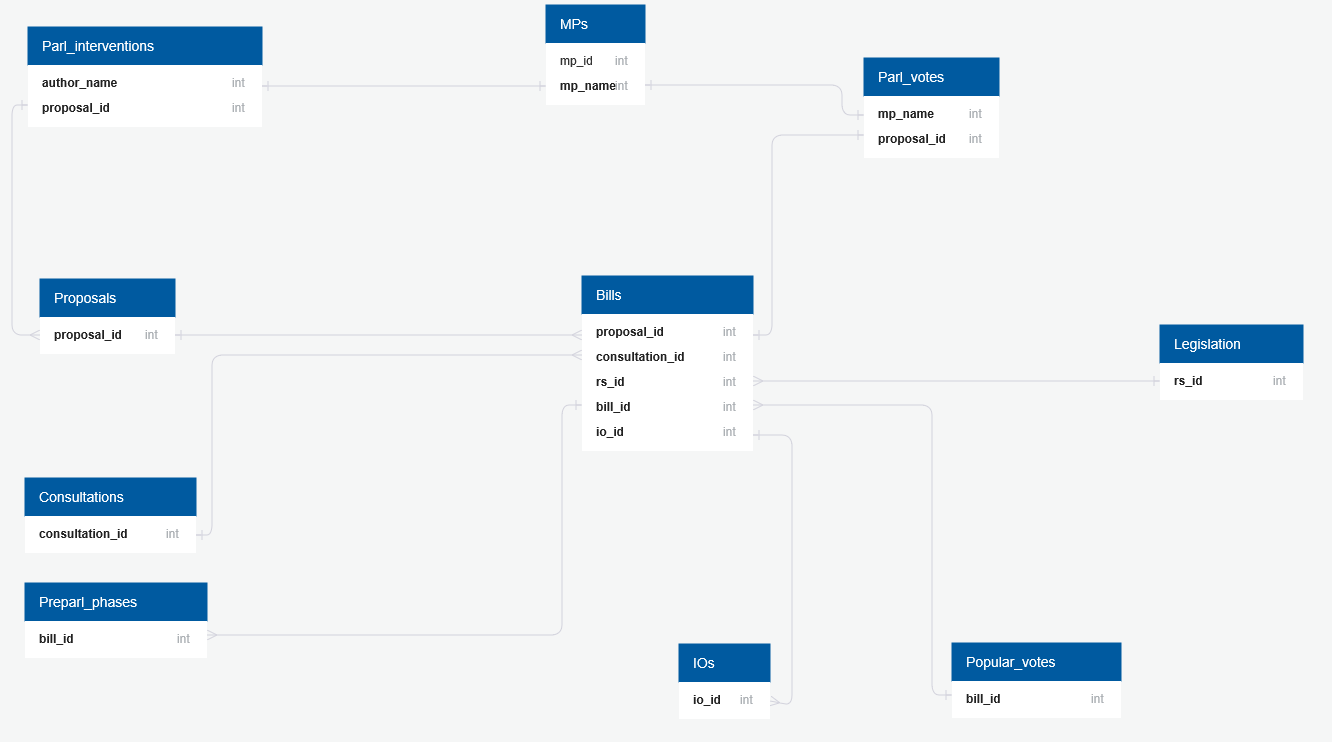 MPs
mp_id int
mp_name int
Parl_interventions
author_name int
proposal_id int
Parl_votes
mp_name int
proposal_id int
Proposals
proposal_id int
Bills
proposal_id int
consultation_id int
rs_id int
bill_id int
io_id int
Legislation
rs_id int
Consultations
consultation_id int
Preparl_phases
bill_id int
IOs
io_id int
Popular_votes
bill_id int